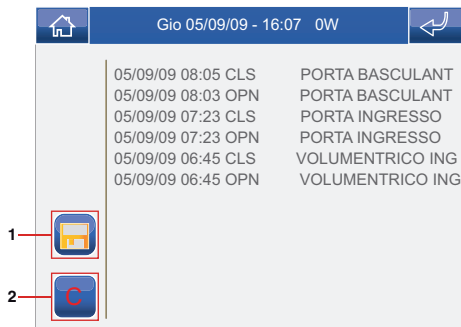 Gio 05/09/09 - 16:07 0W
05/09/09 08:05 CLS PORTA BASCULANT
05/09/09 08:03 OPN PORTA BASCULANT
05/09/09 07:23 CLS PORTA INGRESSO
05/09/09 07:23 OPN PORTA INGRESSO
05/09/09 06:45 CLS VOLUMENTRICO ING
05/09/09 06:45 OPN VOLUMENTRICO ING
1
2 C